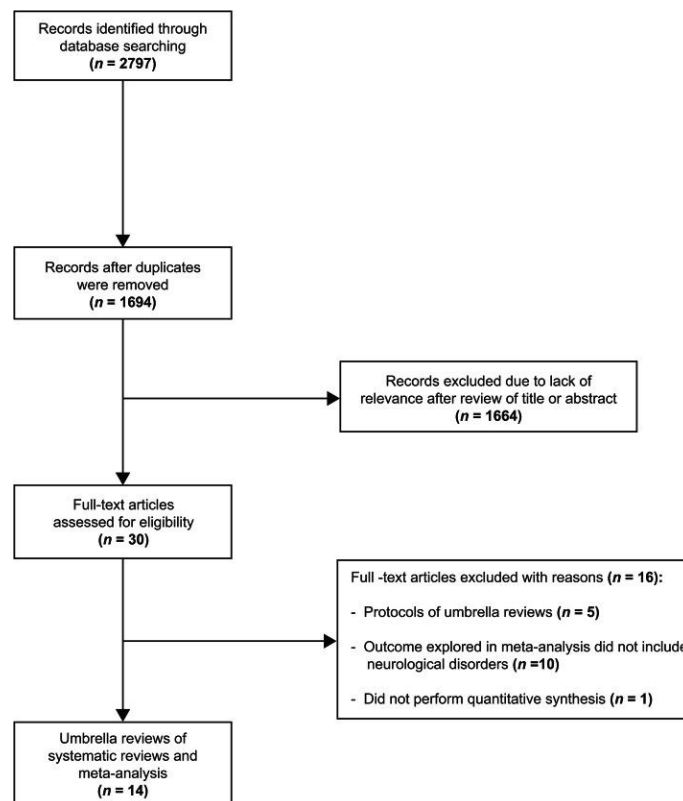 Records identified through
database searching
(n = 2797)
Records after duplicates
were removed
(n = 1694)
Records excluded due to lack of
relevance after review of title or abstract
(n = 1664)
Full-text articles
assessed for eligibility
(n = 30)
Full -text articles excluded with reasons (n = 16):
- Protocols of umbrella reviews (n = 5)
- Outcome explored in meta-analysis did not include
neurological disorders (n =10)
- Did not perform quantitative synthesis (n = 1)
Umbrella reviews of
systematic reviews and
meta-analysis
(n = 14)